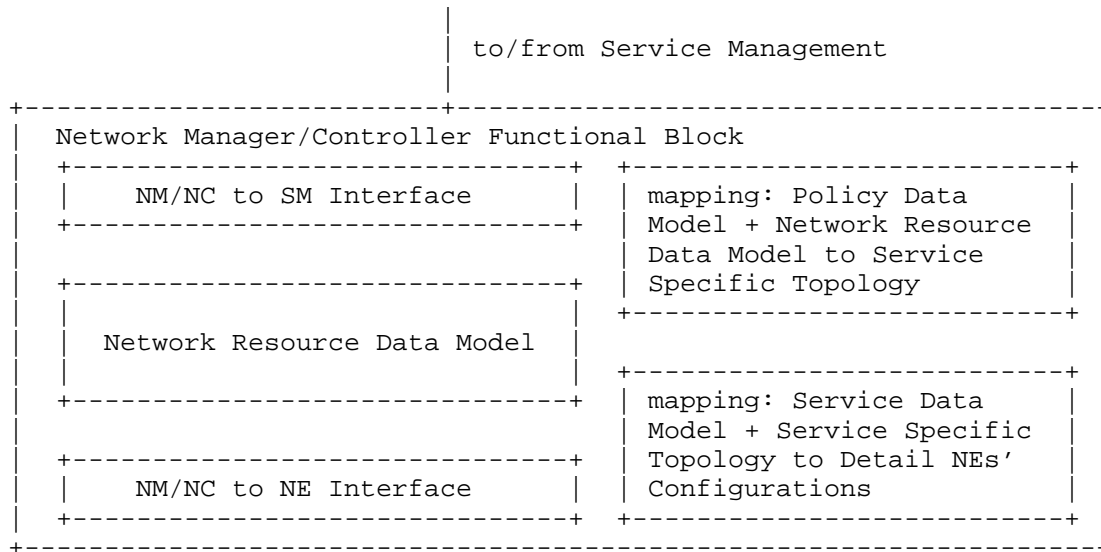 to/from Service Management
Network Manager/Controller Functional Block
NM/NC to SM Interface
mapping: Policy Data
Model + Network Resource
Data Model to Service
Specific Topology
Network Resource Data Model
mapping: Service Data
Model + Service Specific
Topology to Detail NEs'
Configurations
NM/NC to NE Interface